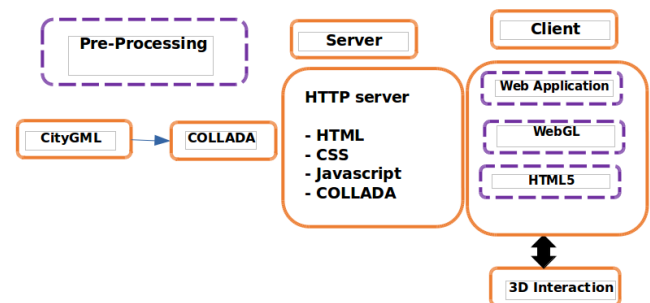 Pre-Processing
CityGML
COLLADA
Server
HTTP server
- HTML
- CSS
- Javascript
- COLLADA
Client
Web Application
WebGL
HTML5
3D Interaction